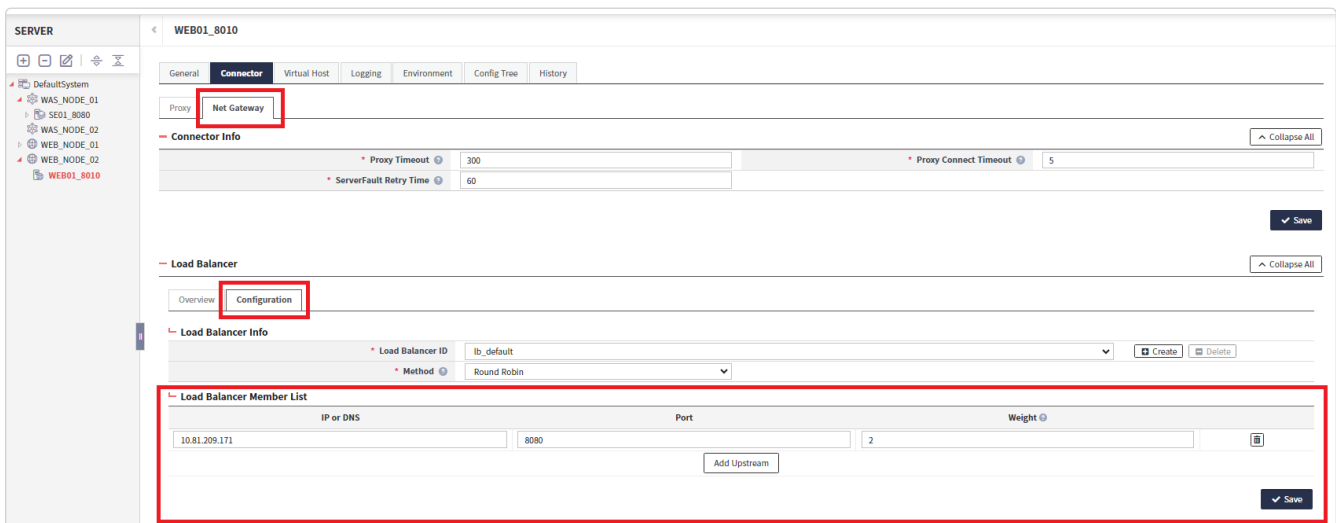 SERVER
WEB01_8010
DefaultSystem
WAS_NODE_01
SE01_8080
WAS_NODE_02
WEB_NODE_01
WEB_NODE_02
WEB01_8010
General Connector Virtual Host Logging Environment Config Tree History
Proxy Net Gateway
Connector Info Collapse All
* Proxy Timeout 300 * Proxy Connect Timeout 5
* ServerFault Retry Time 60
Save
Load Balancer Collapse All
Overview Configuration
Load Balancer Info
* Load Balancer ID lb_default Create Delete
* Method Round Robin
Load Balancer Member List
IP or DNS Port Weight
10.81.209.171 8080 2
Add Upstream
Save